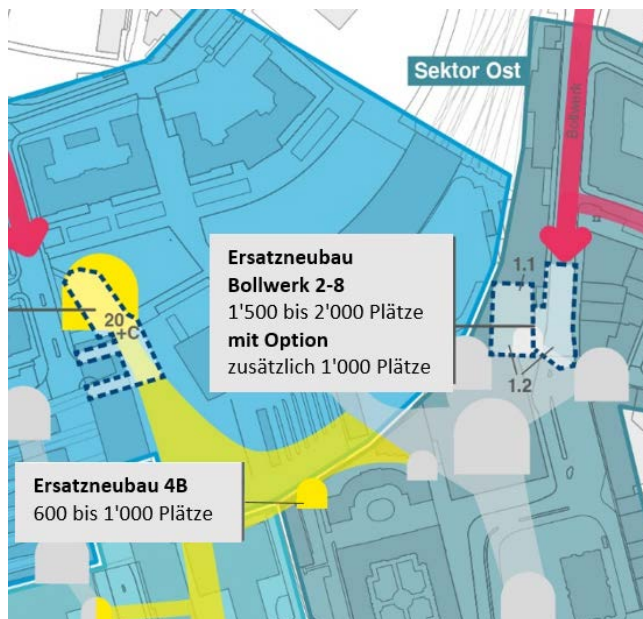 Sektor Ost
Bollwerk
Ersatzneubau
Bollwerk 2-8
1'500 bis 2'000 Plätze
mit Option
zusätzlich 1'000 Plätze
1.1
1.2
20
+C
Ersatzneubau 4B
600 bis 1'000 Plätze